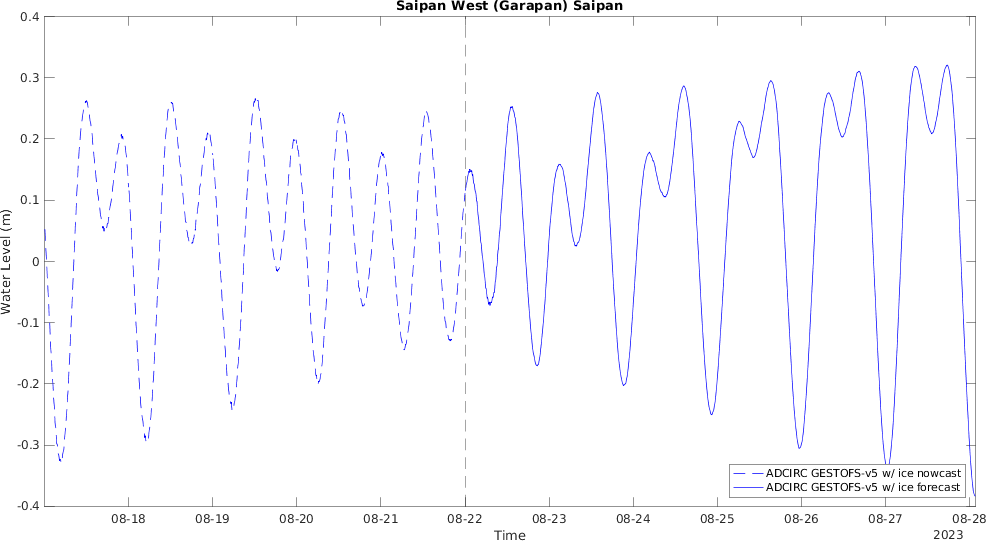 Saipan West (Garapan) Saipan
0.4
0.3
0.2
0.1
0
-0.1
-0.2
-0.3
-0.4
Water Level (m)
ADCIRC GESTOFS-v5 w/ ice nowcast
ADCIRC GESTOFS-v5 w/ ice forecast
08-18 08-19 08-20 08-21 08-22 08-23 08-24 08-25 08-26 08-27 08-28
Time
2023